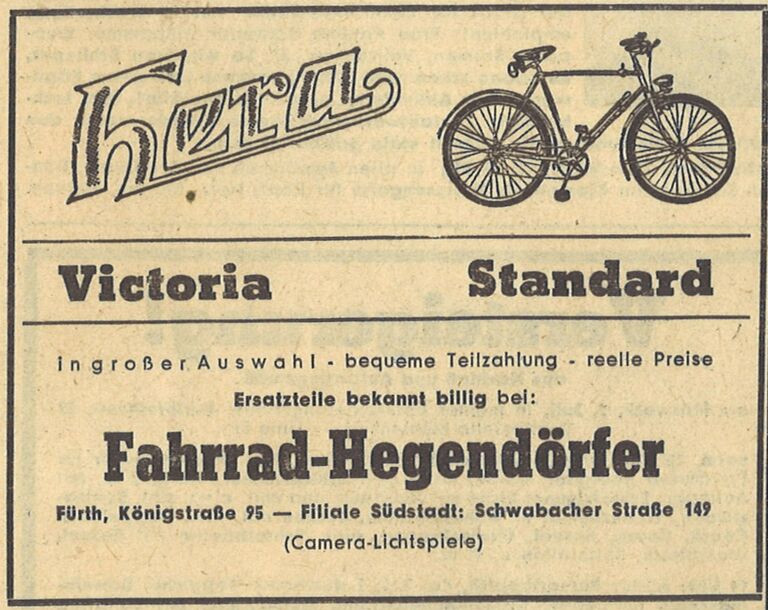 Hera
Victoria Standard
in großer Auswahl - bequeme Teilzahlung - reelle Preise
Ersatzteile bekannt billig bei:
Fahrrad-Hegendörfer
Fürth, Königstraße 95 — Filiale Südstadt: Schwabacher Straße 149
(Camera-Lichtspiele)